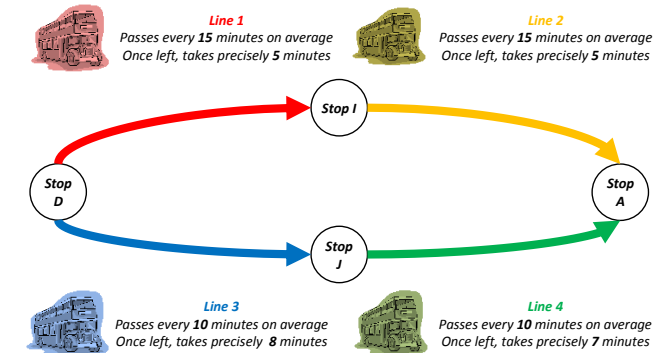 Line 1
Passes every 15 minutes on average
Once left, takes precisely 5 minutes
Line 2
Passes every 15 minutes on average
Once left, takes precisely 5 minutes
Stop I
Stop
D
Stop
A
Stop
J
Line 3
Passes every 10 minutes on average
Once left, takes precisely 8 minutes
Line 4
Passes every 10 minutes on average
Once left, takes precisely 7 minutes